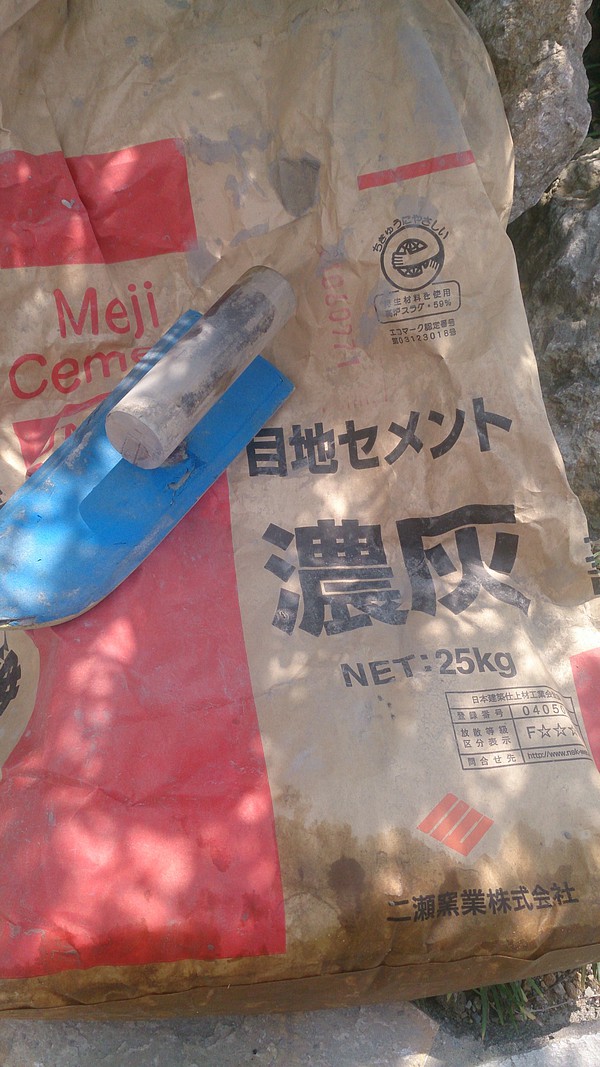 Meji
ちきゅうにやさしい
再生材料を使用
高炉スラグ・59%
エコマーク認定番号
第03123018号
目地セメント
濃灰
NET:25kg
日本建築仕上材工業会
登録番号
放散等級
区分表示
F☆☆
問合せ先
二瀬窯業株式会社